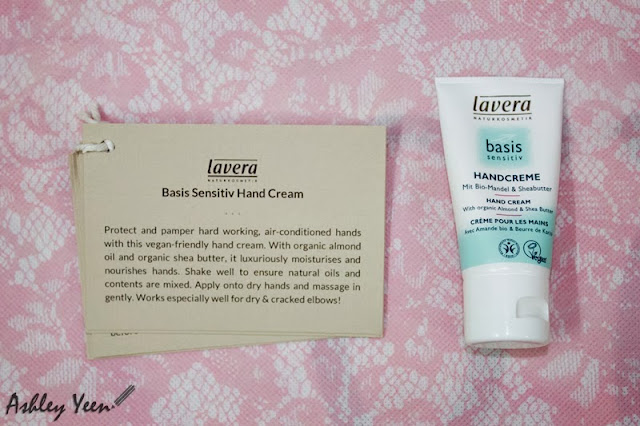 lavera
NATURKOSMETIK
Basis Sensitiv Hand Cream
...
Protect and pamper hard working, air-conditioned hands
with this vegan-friendly hand cream. With organic almond
oil and organic shea butter, it luxuriously moisturises and
nourishes hands. Shake well to ensure natural oils and
contents are mixed. Apply onto dry hands and massage in
gently. Works especially well for dry & cracked elbows!
lavera
NATURKOSMETIK
basis
sensitiv
HANDCREME
Mit Bio-Mandel & Sheabutter
HAND CREAM
With organic Almond & Shea Butter
CRÈME POUR LES MAINS
Avec Amande bio & Beurre de Karité
Vegan
Ashley Yeen